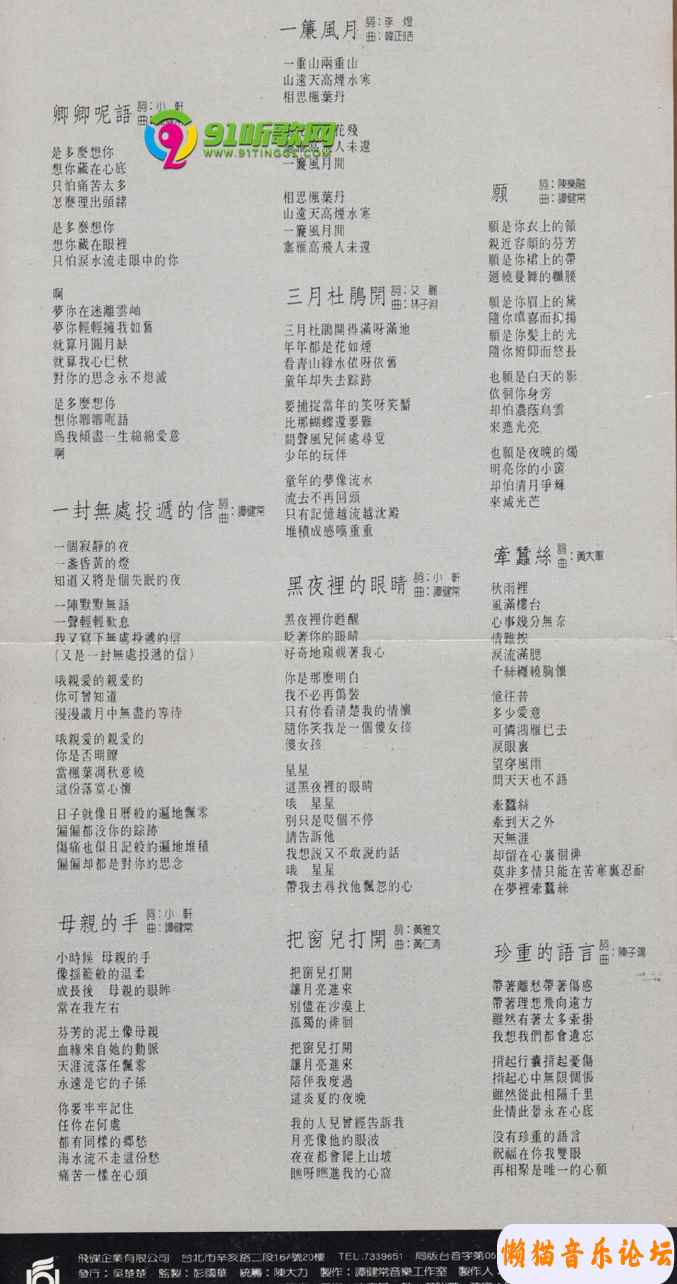 一簾風月
詞：李煜
曲：韓正皓
一重山兩重山
山遠天高煙水寒
相思楓葉丹
花殘
人未還
一簾風月閒
相思楓葉丹
山遠天高煙水寒
一簾風月閒
塞雁高飛人未還
卿卿呢語
詞：小軒
曲：
91听歌网
WWW.91TINGGE.COM
是多麼想你
想你藏在心底
只怕痛苦太多
怎麼理出頭緒
是多麼想你
想你藏在眼裡
只怕淚水流走眼中的你
啊
夢你在迷離雲岫
夢你輕輕擁我如舊
就算月圓月缺
就算我心已秋
對你的思念永不熄滅
是多麼想你
想你卿卿呢語
為我傾盡一生綿綿愛意
啊
一封無處投遞的信
詞
曲：譚健常
一個寂靜的夜
一盞昏黃的燈
知道又將是個失眠的夜
一陣默默無語
一聲輕輕歎息
我又寫下無處投遞的信
(又是一封無處投遞的信)
哦親愛的親愛的
你可曾知道
漫漫歲月中無盡的等待
哦親愛的親愛的
你是否明瞭
當楓葉凋秋意繞
這份落寞心懷
日子就像日曆般的遍地飄零
偏偏都沒你的踪跡
傷痛也似日記般的遍地堆積
偏偏卻都是對你的思念
母親的手
詞：小軒
曲：譚健常
小時候 母親的手
像搖籃般的溫柔
成長後 母親的眼眸
常在我左右
芬芳的泥土像母親
血緣來自她的動脈
天涯流落任飄零
永遠是它的子孫
你要牢牢記住
任你在何處
都有同樣的鄉愁
海水流不走這份愁
痛苦一樣在心頭
三月杜鵑開
詞：艾麗
曲：林子淵
三月杜鵑開得滿呀滿地
年年都是花如煙
看青山綠水依呀依舊
童年却失去踪跡
要捕捉當年的笑呀笑靨
比那蝴蝶還要難
問聲風兒何處尋覓
少年的玩伴
童年的夢像流水
流去不再回頭
只有記憶越流越沈澱
堆積成感嘆重重
黑夜裡的眼睛
詞：小軒
曲：譚健常
黑夜裡你甦醒
眨著你的眼睛
好奇地窺視著我心
你是那麼明白
我不必再偽裝
只有你看清楚我的情懷
隨你笑我是一個傻女孩
傻女孩
星星
這黑夜裡的眼睛
哦 星星
別只是眨個不停
請告訴他
我想說又不敢說的話
哦 星星
帶我去尋找他飄忽的心
把窗兒打開
詞：黃雅文
曲：黃仁清
把窗兒打開
讓月亮進來
別儘在沙漠上
孤獨的徘徊
把窗兒打開
讓月亮進來
陪伴我度過
這炎夏的夜晚
我的人兒曾經告訴我
月亮像他的眼波
夜夜都會爬上山坡
瞧呀瞧進我的心窩
願
詞：陳樂融
曲：譚健常
願是你衣上的領
親近容顏的芬芳
願是你裙上的帶
迴繞曼舞的纖腰
願是你眉上的黛
隨你嗔喜而抑揚
願是你髮上的光
隨你俯仰而悠長
也願是白天的影
依徊你身旁
却怕濃蔭烏雲
來遮光亮
也願是夜晚的燭
明亮你的小窗
却怕清月爭輝
來減光芒
牽蠶絲
詞
曲：黃大軍
秋雨裡
風滿樓台
心事幾分無奈
情難挨
淚流滿腮
千絲纏繞胸懷
憶往昔
多少愛意
可憐鴻雁已去
淚眼裏
望穿風雨
問天天也不語
牽蠶絲
牽到天之外
天無涯
却留在心裏徘徊
莫非多情只能在苦寒裏忍耐
在夢裡牽蠶絲
珍重的語言
詞
曲：陳子鴻
帶著離愁帶著傷感
帶著理想飛向遠方
雖然有著太多牽掛
我想我們都會遺忘
揹起行囊揹起憂傷
揹起心中無限惆悵
雖然從此相隔千里
此情此景永在心底
沒有珍重的語言
祝福在你我雙眼
再相聚是唯一的心願
飛碟企業有限公司 台北市辛亥路二段167號20樓 TEL:7339651 局版台音字第05
發行：吳楚楚 監製：彭國華 統籌：陳大力 製作：譚健常音樂工作室 製作人
懒猫音乐论坛